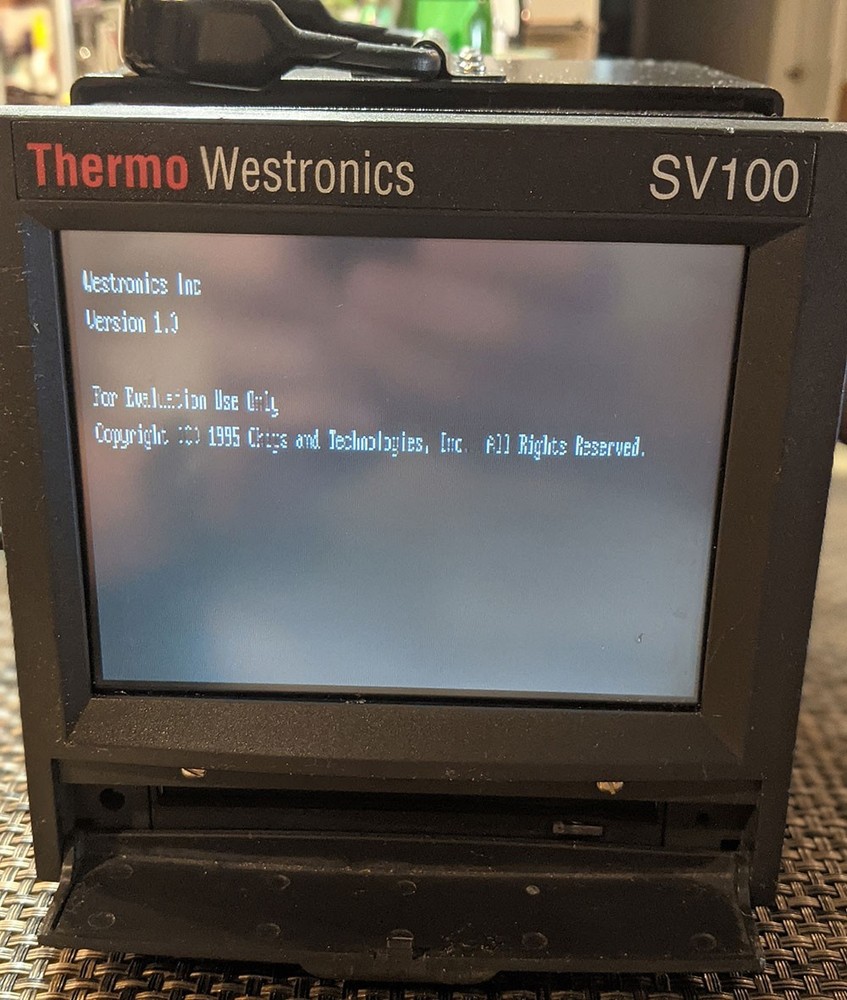 Thermo Westronics SV100
Westronics Inc
Version 1.0
For Evaluation Use Only
Copyright (C) 1995 Chips and Technologies, Inc. All Rights Reserved.